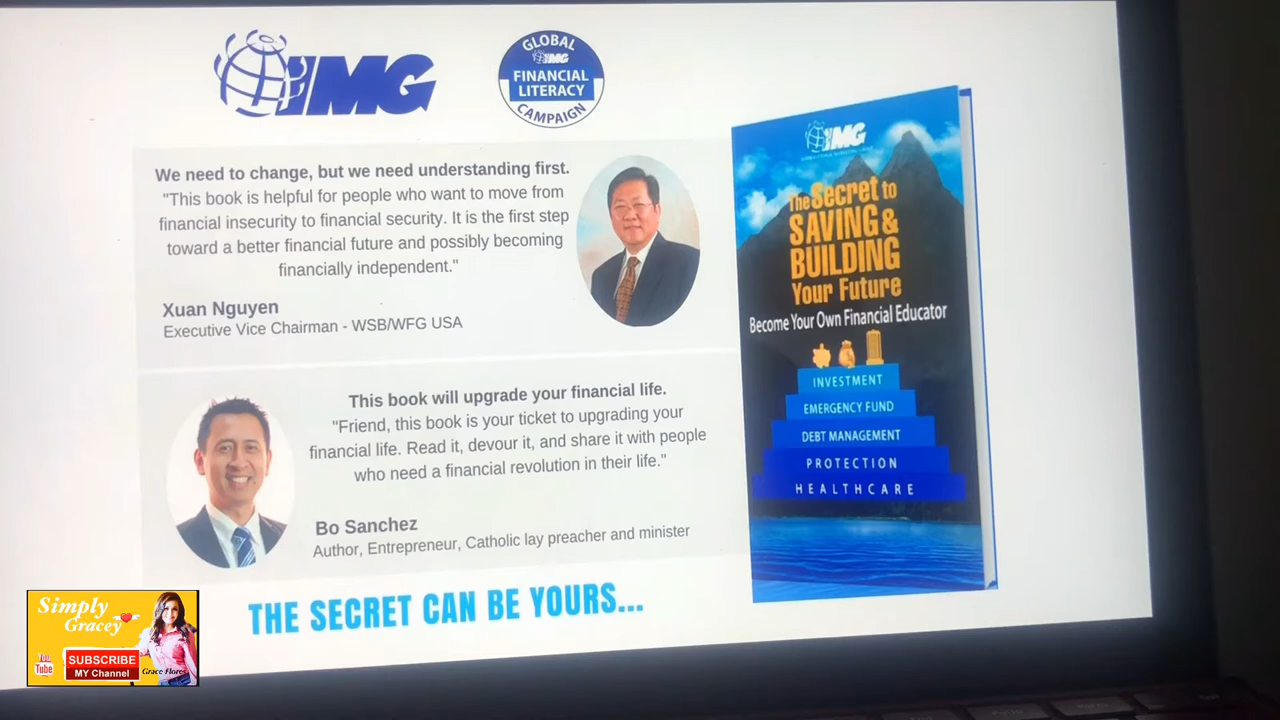 IMG
GLOBAL
IMG
FINANCIAL
LITERACY
CAMPAIGN
We need to change, but we need understanding first.
"This book is helpful for people who want to move from
financial insecurity to financial security. It is the first step
toward a better financial future and possibly becoming
financially independent."
Xuan Nguyen
Executive Vice Chairman - WSB/WFG USA
This book will upgrade your financial life.
"Friend, this book is your ticket to upgrading your
financial life. Read it, devour it, and share it with people
who need a financial revolution in their life."
Bo Sanchez
Author, Entrepreneur, Catholic lay preacher and minister
THE SECRET CAN BE YOURS...
IMG
The Secret to
SAVING &
BUILDING
Your Future
Become Your Own Financial Educator
INVESTMENT
EMERGENCY FUND
DEBT MANAGEMENT
PROTECTION
HEALTHCARE
Simply
Gracey
You
Tube
SUBSCRIBE
MY Channel
Grace Flores